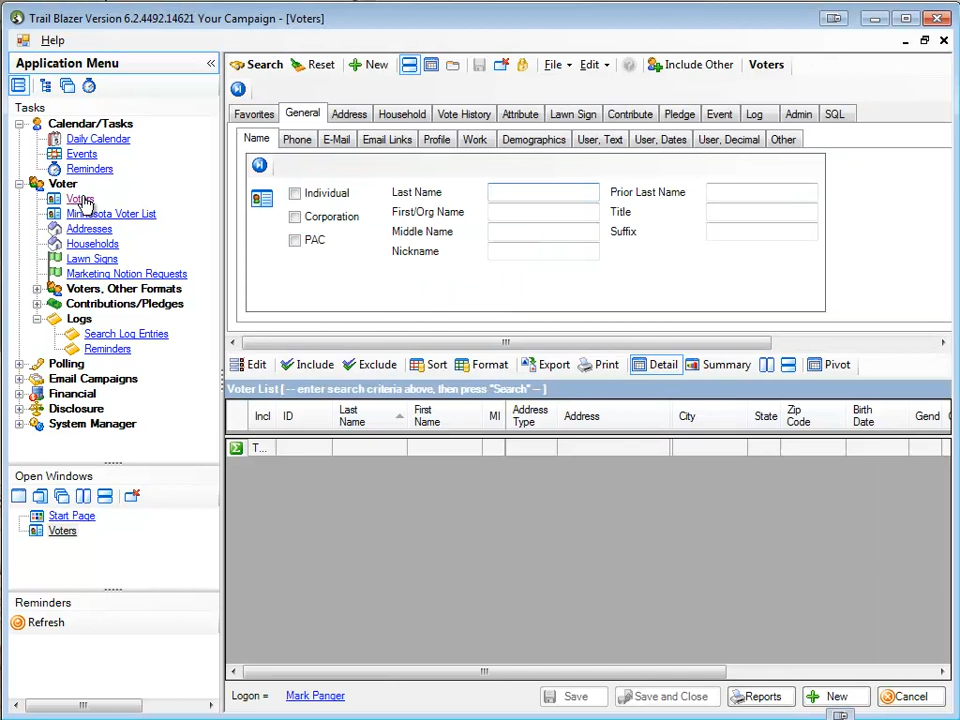 Trail Blazer Version 6.2.4492.14621 Your Campaign - [Voters]
Help
Application Menu
Tasks
Calendar/Tasks
Daily Calendar
Events
Reminders
Voter
Voters
Minnesota Voter List
Addresses
Households
Lawn Signs
Marketing Notion Requests
Voters, Other Formats
Contributions/Pledges
Logs
Search Log Entries
Reminders
Polling
Email Campaigns
Financial
Disclosure
System Manager
Open Windows
Start Page
Voters
Reminders
Refresh
Search Reset New File Edit Include Other Voters
Favorites General Address Household Vote History Attribute Lawn Sign Contribute Pledge Event Log Admin SQL
Name Phone E-Mail Email Links Profile Work Demographics User, Text User, Dates User, Decimal Other
Individual Last Name Prior Last Name
Corporation First/Org Name Title
PAC Middle Name Suffix
Nickname
Edit Include Exclude Sort Format Export Print Detail Summary Pivot
Voter List [ -- enter search criteria above, then press "Search" -- ]
Incl ID Last Name First Name MI Address Type Address City State Zip Code Birth Date Gend
T...
Logon = Mark Panger Save Save and Close Reports New Cancel